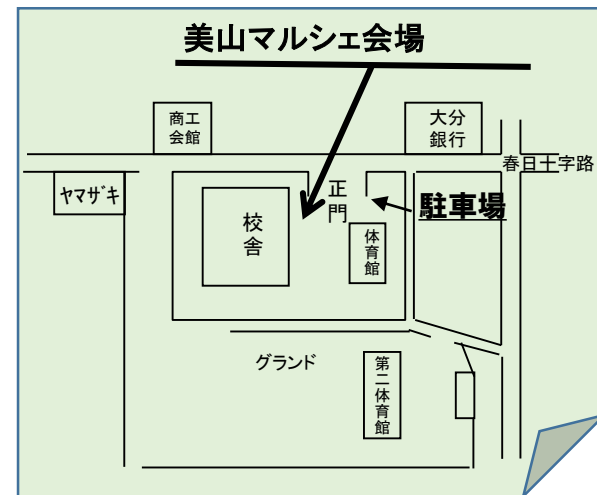 美山マルシェ会場
商工
会館
大分
銀行
春日十字路
ヤマザキ
正門
駐車場
校舎
体育館
グランド
第二体育館